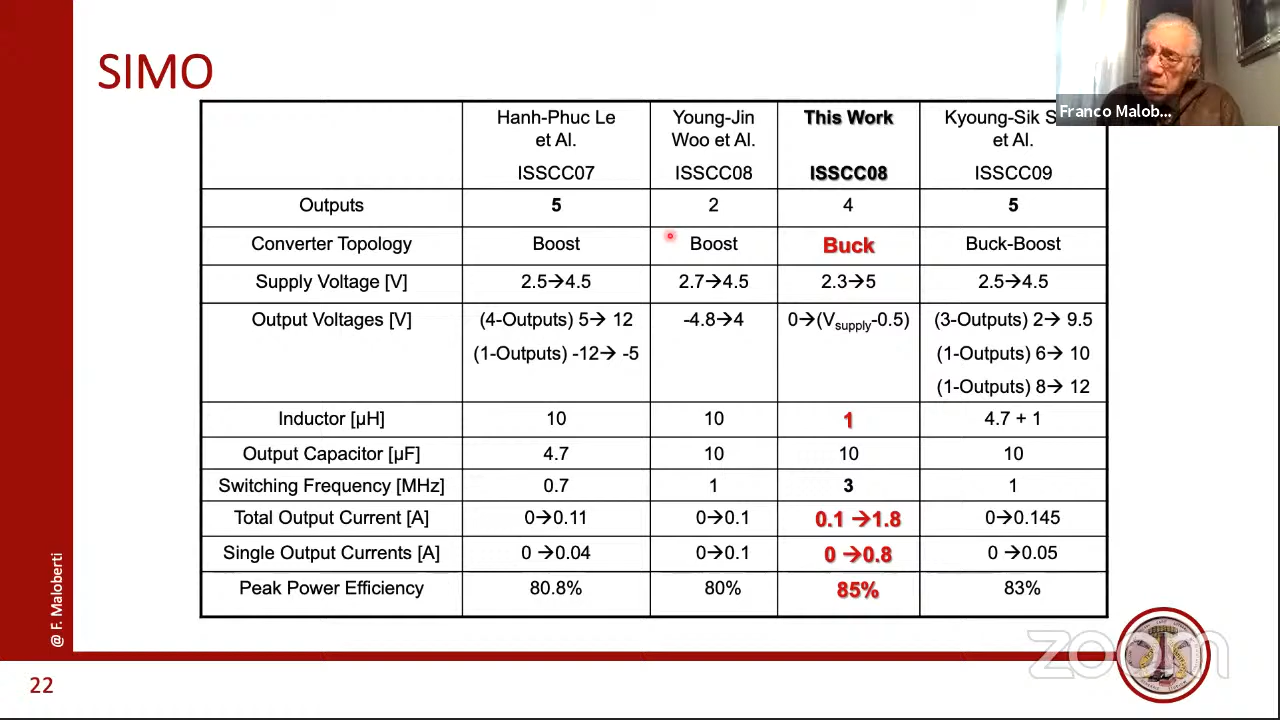 SIMO
Hanh-Phuc Le
et Al.
ISSCC07
Young-Jin
Woo et Al.
ISSCC08
This Work
ISSCC08
Kyoung-Sik S
et Al.
ISSCC09
Outputs 5 2 4 5
Converter Topology Boost Boost Buck Buck-Boost
Supply Voltage [V] 2.5→4.5 2.7→4.5 2.3→5 2.5→4.5
Output Voltages [V] (4-Outputs) 5→ 12 -4.8→4 0→(Vsupply-0.5) (3-Outputs) 2→ 9.5
(1-Outputs) -12→ -5 (1-Outputs) 6→ 10
(1-Outputs) 8→ 12
Inductor [µH] 10 10 1 4.7 + 1
Output Capacitor [µF] 4.7 10 10 10
Switching Frequency [MHz] 0.7 1 3 1
Total Output Current [A] 0→0.11 0→0.1 0.1 →1.8 0→0.145
Single Output Currents [A] 0 →0.04 0→0.1 0 →0.8 0 →0.05
Peak Power Efficiency 80.8% 80% 85% 83%
Franco Malob...
@ F. Maloberti
zoom
22